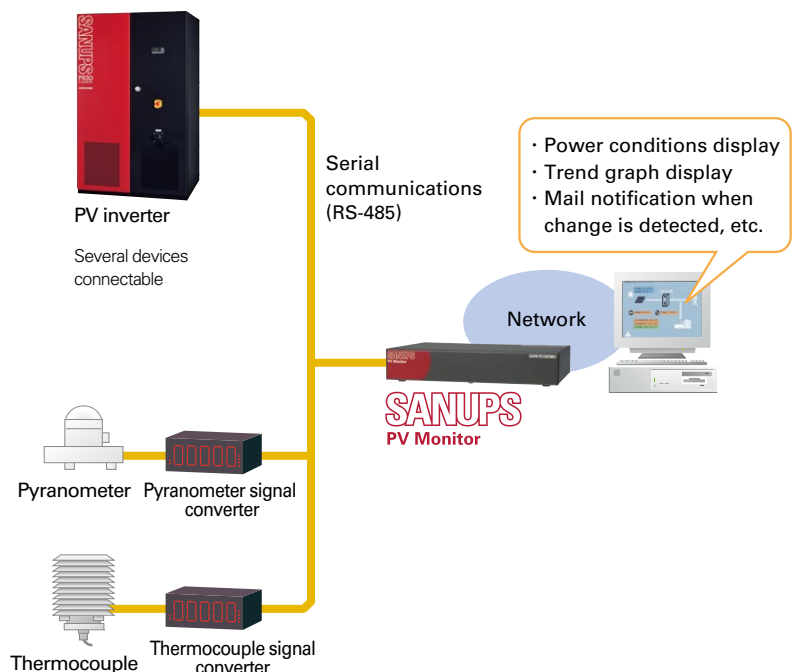 SANUPS
PV inverter
Several devices
connectable
Serial
communications
(RS-485)
・Power conditions display
・Trend graph display
・Mail notification when
change is detected, etc.
Network
SANUPS
PV Monitor
SANYO DENKI
SANUPS
PV Monitor
Pyranometer
Pyranometer signal
converter
Thermocouple
Thermocouple signal
converter